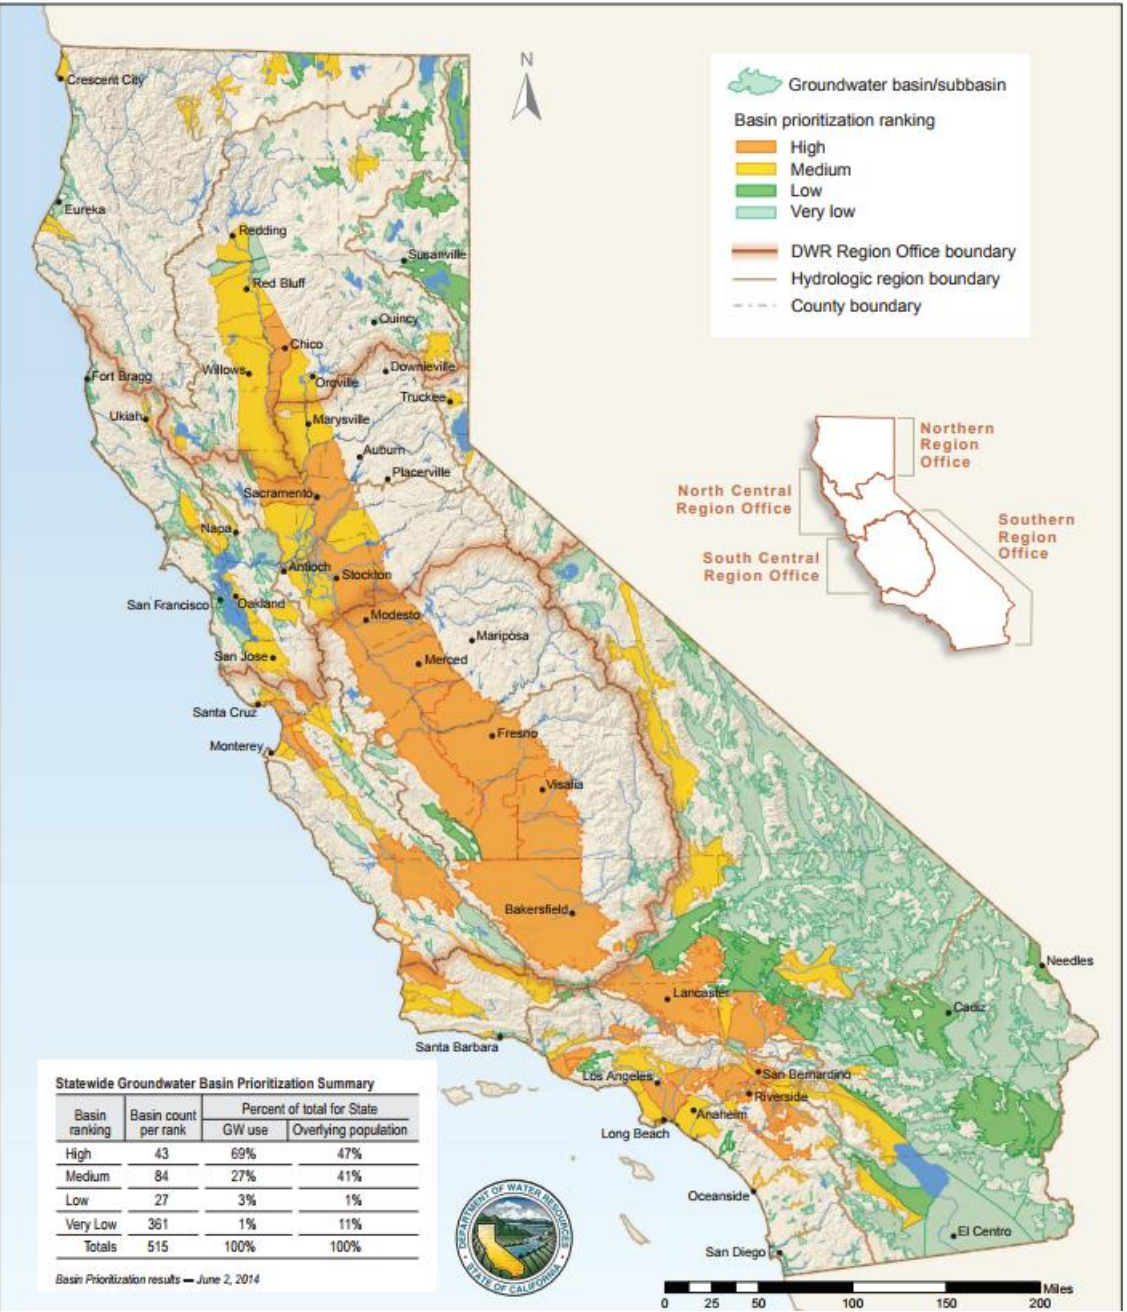 N
Groundwater basin/subbasin
Basin prioritization ranking
High
Medium
Low
Very low
DWR Region Office boundary
Hydrologic region boundary
County boundary
Crescent City
Eureka
Redding
Susanville
Red Bluff
Quincy
Chico
Willows
Downieville
Fort Bragg
Oroville
Truckee
Ukiah
Marysville
Auburn
Placerville
Sacramento
Napa
Antioch
Stockton
San Francisco
Oakland
Modesto
Mariposa
San Jose
Merced
Santa Cruz
Fresno
Monterey
Visalia
Bakersfield
Needles
Lancaster
Cadiz
Santa Barbara
Los Angeles
San Bernardino
Riverside
Anaheim
Long Beach
Oceanside
El Centro
San Diego
Northern
Region
Office
North Central
Region Office
Southern
Region
Office
South Central
Region Office
Statewide Groundwater Basin Prioritization Summary
Basin ranking Basin count per rank Percent of total for State
GW use Overlying population
High 43 69% 47%
Medium 84 27% 41%
Low 27 3% 1%
Very Low 361 1% 11%
Totals 515 100% 100%
Basin Prioritization results — June 2, 2014
DEPARTMENT OF WATER RESOURCES
STATE OF CALIFORNIA
Miles
0 25 50 100 150 200